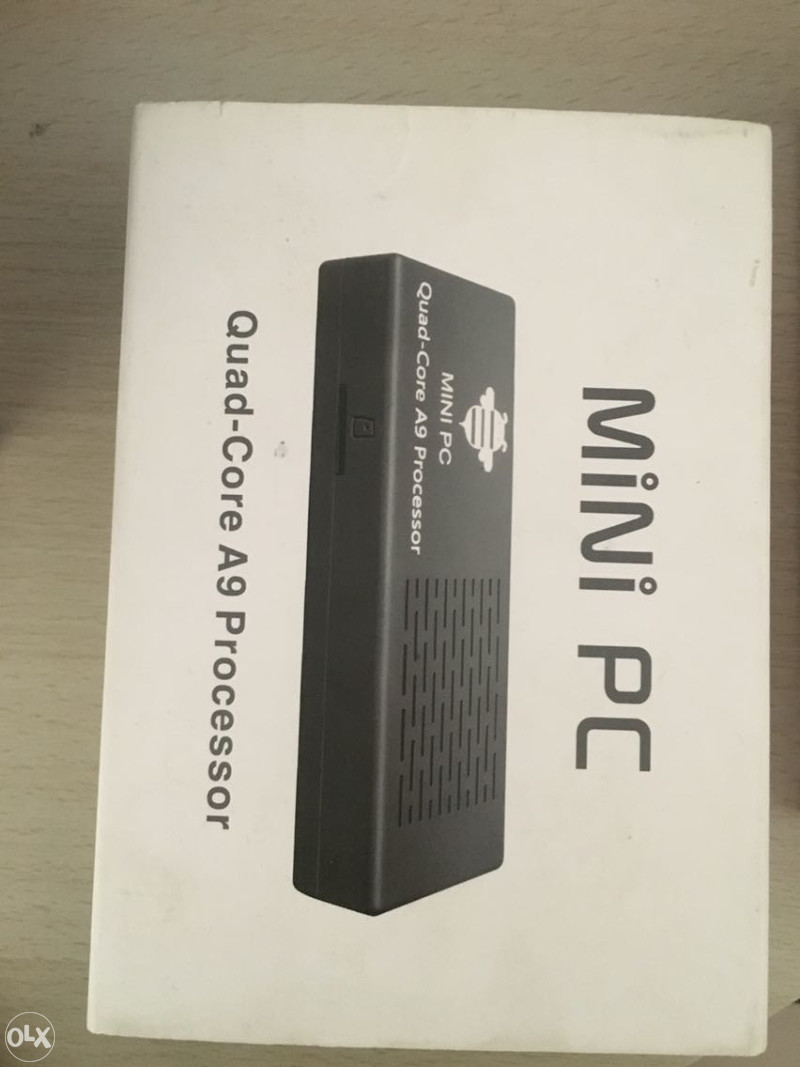 MiNi PC
MINI PC
Quad-Core A9 Processor
Quad-Core A9 Processor
OLX